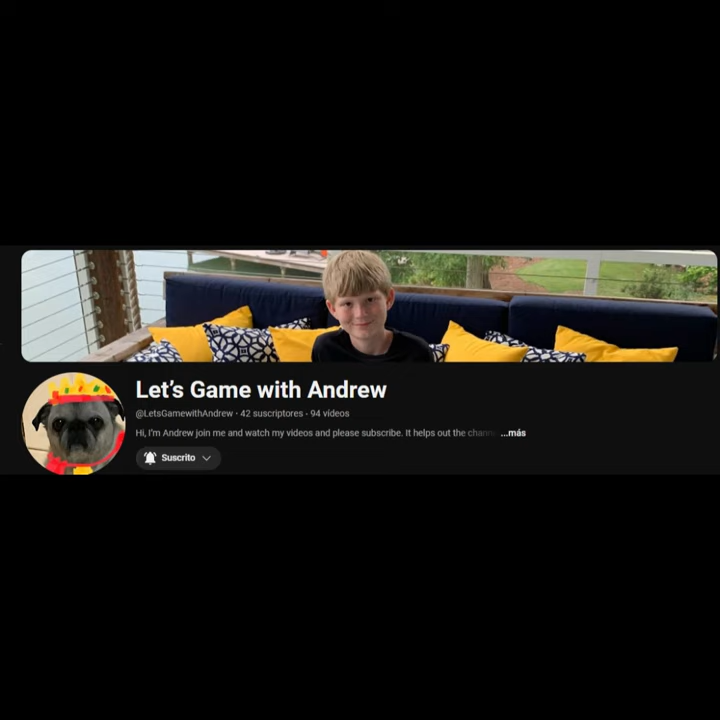 Let’s Game with Andrew
@LetsGamewithAndrew · 42 suscriptores · 94 videos
Hi, I'm Andrew join me and watch my videos and please subscribe. It helps out the chann ...más
Suscrito